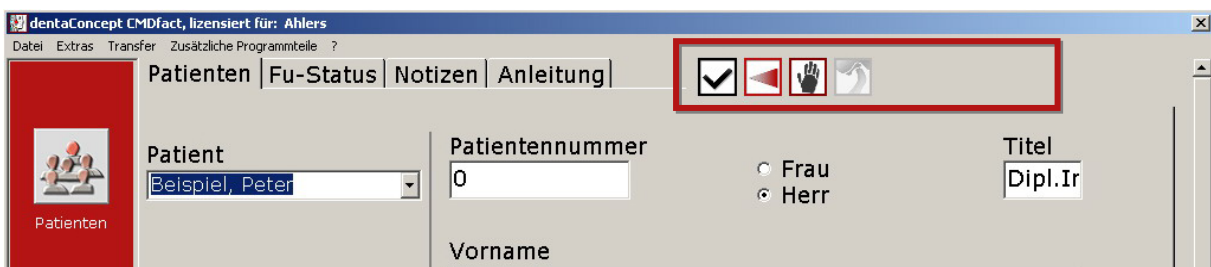 dentaConcept CMDfact, lizensiert für: Ahlers
Datei Extras Transfer Zusätzliche Programmteile ?
Patienten Fu-Status Notizen Anleitung
Patient
Beispiel, Peter
Patienten
Patientennummer
0
Frau
Herr
Titel
Dipl.Ir
Vorname